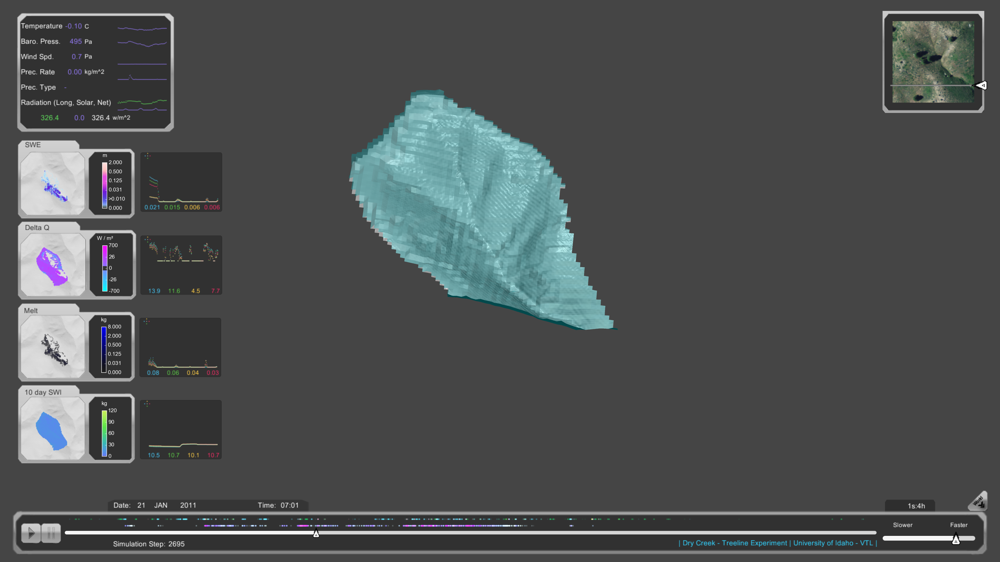 Temperature -0.10 C
Baro. Press. 495 Pa
Wind Spd. 0.7 Pa
Prec. Rate 0.00 kg/m^2
Prec. Type -
Radiation (Long, Solar, Net)
326.4 0.0 326.4 w/m^2
SWE
m
2.000
0.500
0.125
0.031
>0.010
0.000
0.021 0.015 0.006 0.006
Delta Q
W / m²
700
26
0
-26
-700
13.9 11.6 4.5 7.7
Melt
kg
8.000
2.000
0.500
0.125
0.031
0.000
0.08 0.06 0.04 0.03
10 day SWI
kg
120
90
60
30
0
10.5 10.7 10.1 10.7
World
Date: 21 JAN 2011 Time: 07:01
1s:4h
Slower Faster
Simulation Step: 2695
| Dry Creek - Treeline Experiment | University of Idaho - VTL |